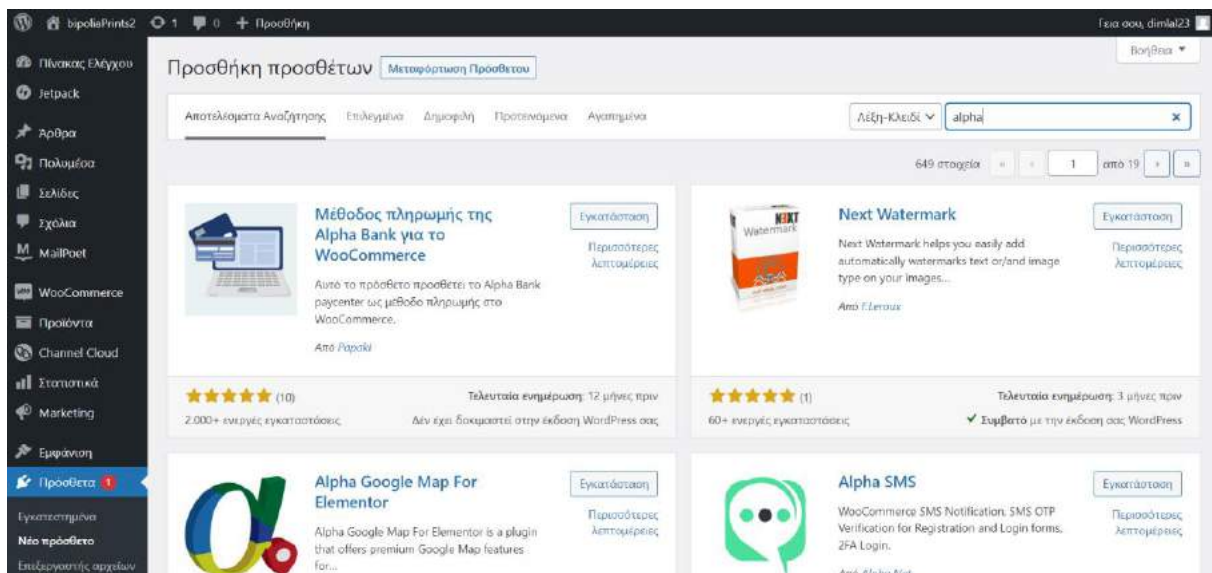 bipoliaPrints2 1 0 + Προσθήκη Γεια σου, dimlal23
Βοήθεια
Πίνακας Ελέγχου
Jetpack
Άρθρα
Πολυμέσα
Σελίδες
Σχόλια
MailPoet
WooCommerce
Προϊόντα
Channel Cloud
Στατιστικά
Marketing
Εμφάνιση
Πρόσθετα 1
Εγκατεστημένα
Νέο πρόσθετο
Επεξεργαστής αρχείων
Προσθήκη προσθέτων Μεταφόρτωση Πρόσθετου
Αποτελέσματα Αναζήτησης Επιλεγμένα Δημοφιλή Προτεινόμενα Αγαπημένα Λέξη-Κλειδί alpha
649 στοιχεία « ‹ 1 από 19 › »
Μέθοδος πληρωμής της
Alpha Bank για το
WooCommerce
Εγκατάσταση
Περισσότερες
λεπτομέρειες
Αυτό το πρόσθετο προσθέτει το Alpha Bank
paycenter ως μέθοδο πληρωμής στο
WooCommerce.
Από Papaki
(10)
Τελευταία ενημέρωση: 12 μήνες πριν
2.000+ ενεργές εγκαταστάσεις
Δέν έχει δοκιμαστεί στην έκδοση WordPress σας
NEXT
Watermark
Next Watermark
Εγκατάσταση
Περισσότερες
λεπτομέρειες
Next Watermark helps you easily add
automatically watermarks text or/and image
type on your images...
Από F.Leroux
(1)
Τελευταία ενημέρωση: 3 μήνες πριν
60+ ενεργές εγκαταστάσεις
Συμβατό με την έκδοση σας WordPress
Alpha Google Map For
Elementor
Εγκατάσταση
Περισσότερες
λεπτομέρειες
Alpha Google Map For Elementor is a plugin
that offers premium Google Map features
for...
Alpha SMS
Εγκατάσταση
Περισσότερες
λεπτομέρειες
WooCommerce SMS Notification. SMS OTP
Verification for Registration and Login forms,
2FA Login.
Από Alpha Net